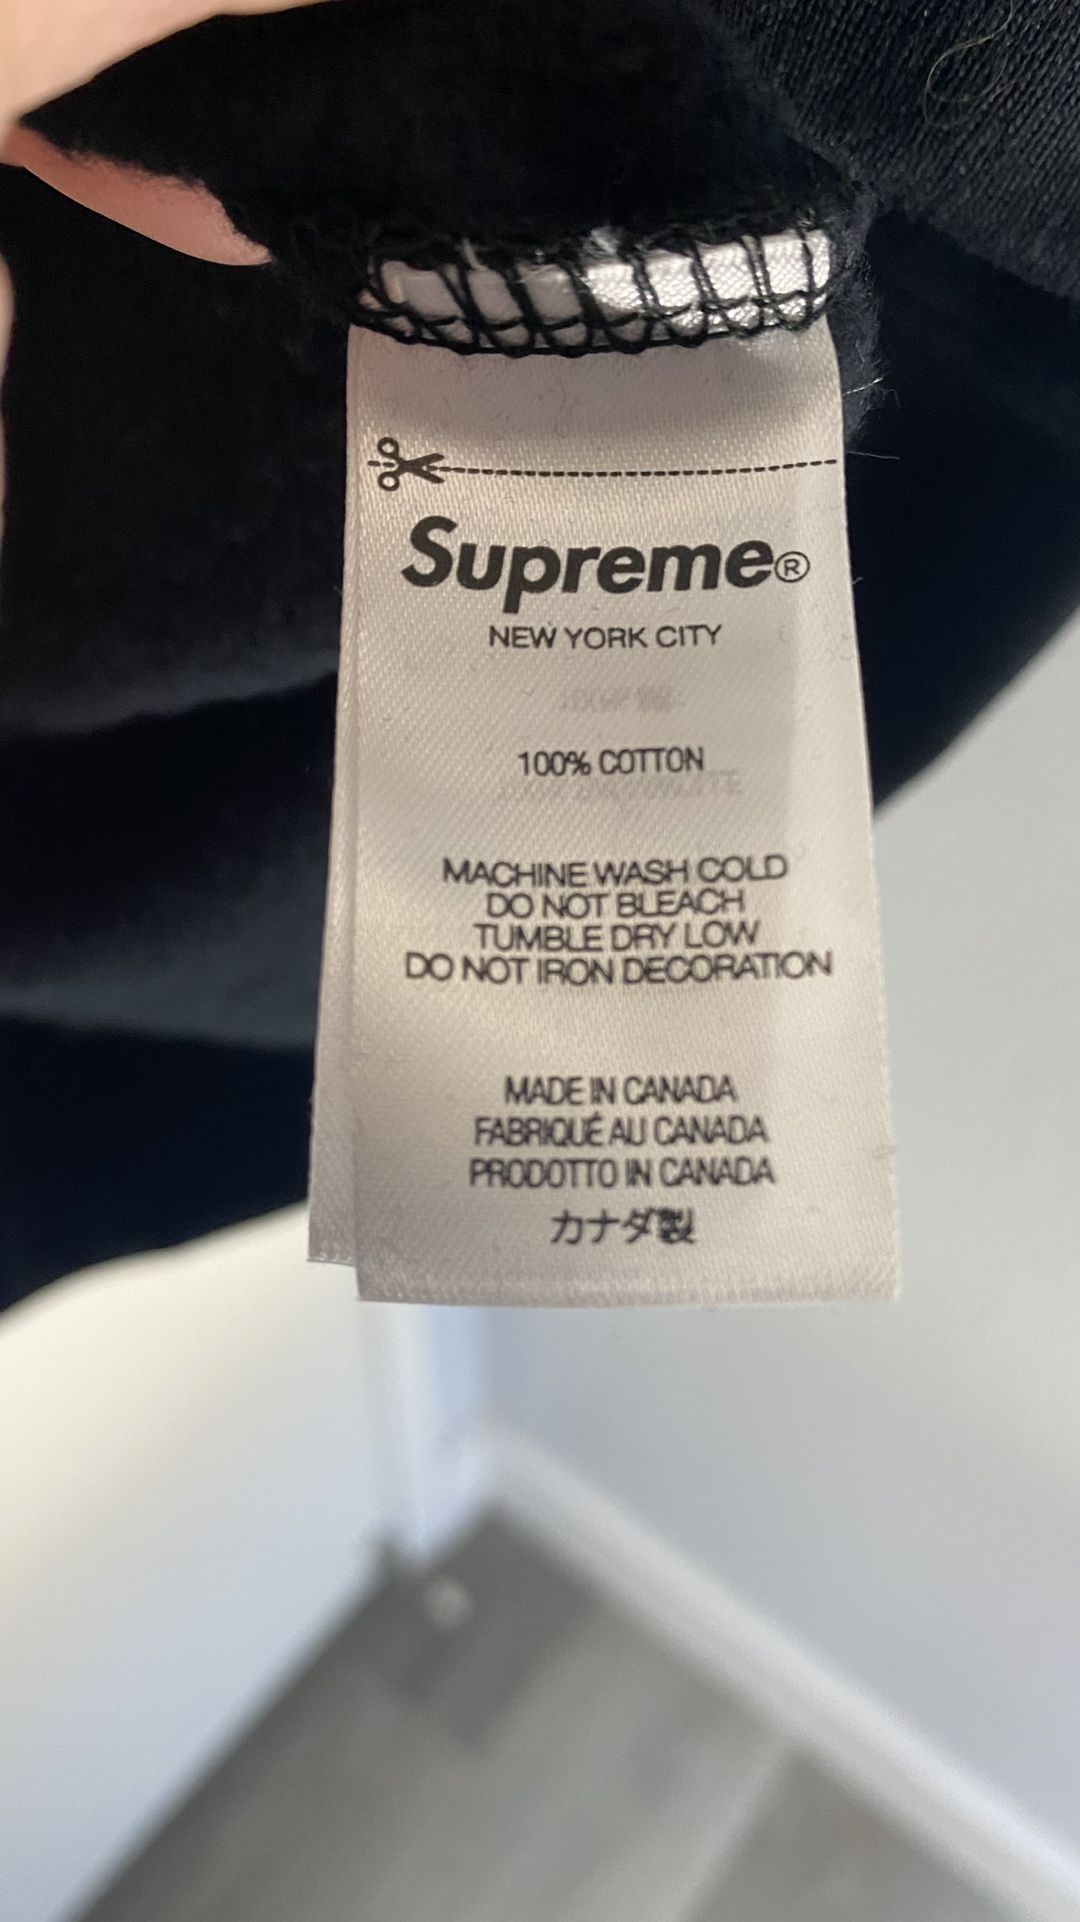 Supreme®
NEW YORK CITY
100% COTTON
MACHINE WASH COLD
DO NOT BLEACH
TUMBLE DRY LOW
DO NOT IRON DECORATION
MADE IN CANADA
FABRIQUÉ AU CANADA
PRODOTTO IN CANADA
カナダ製